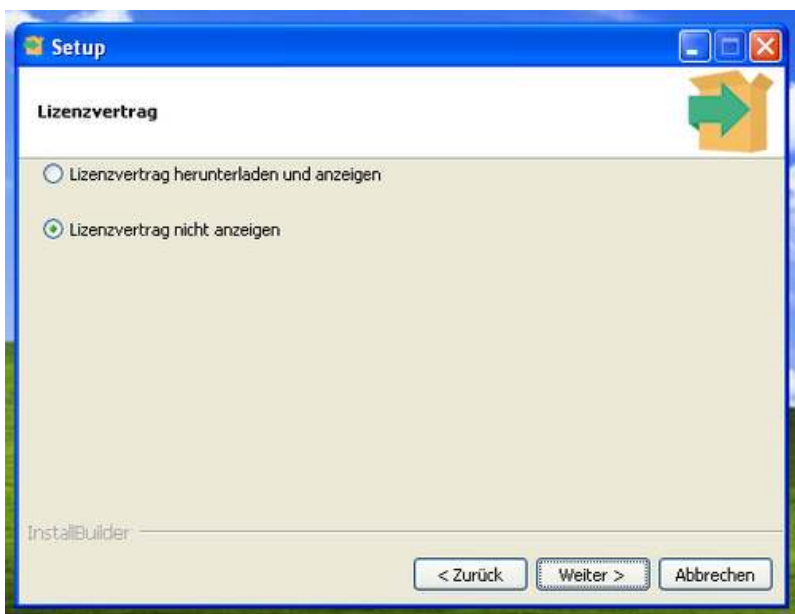 Setup
Lizenzvertrag
Lizenzvertrag herunterladen und anzeigen
Lizenzvertrag nicht anzeigen
InstallBuilder
< Zurück Weiter > Abbrechen